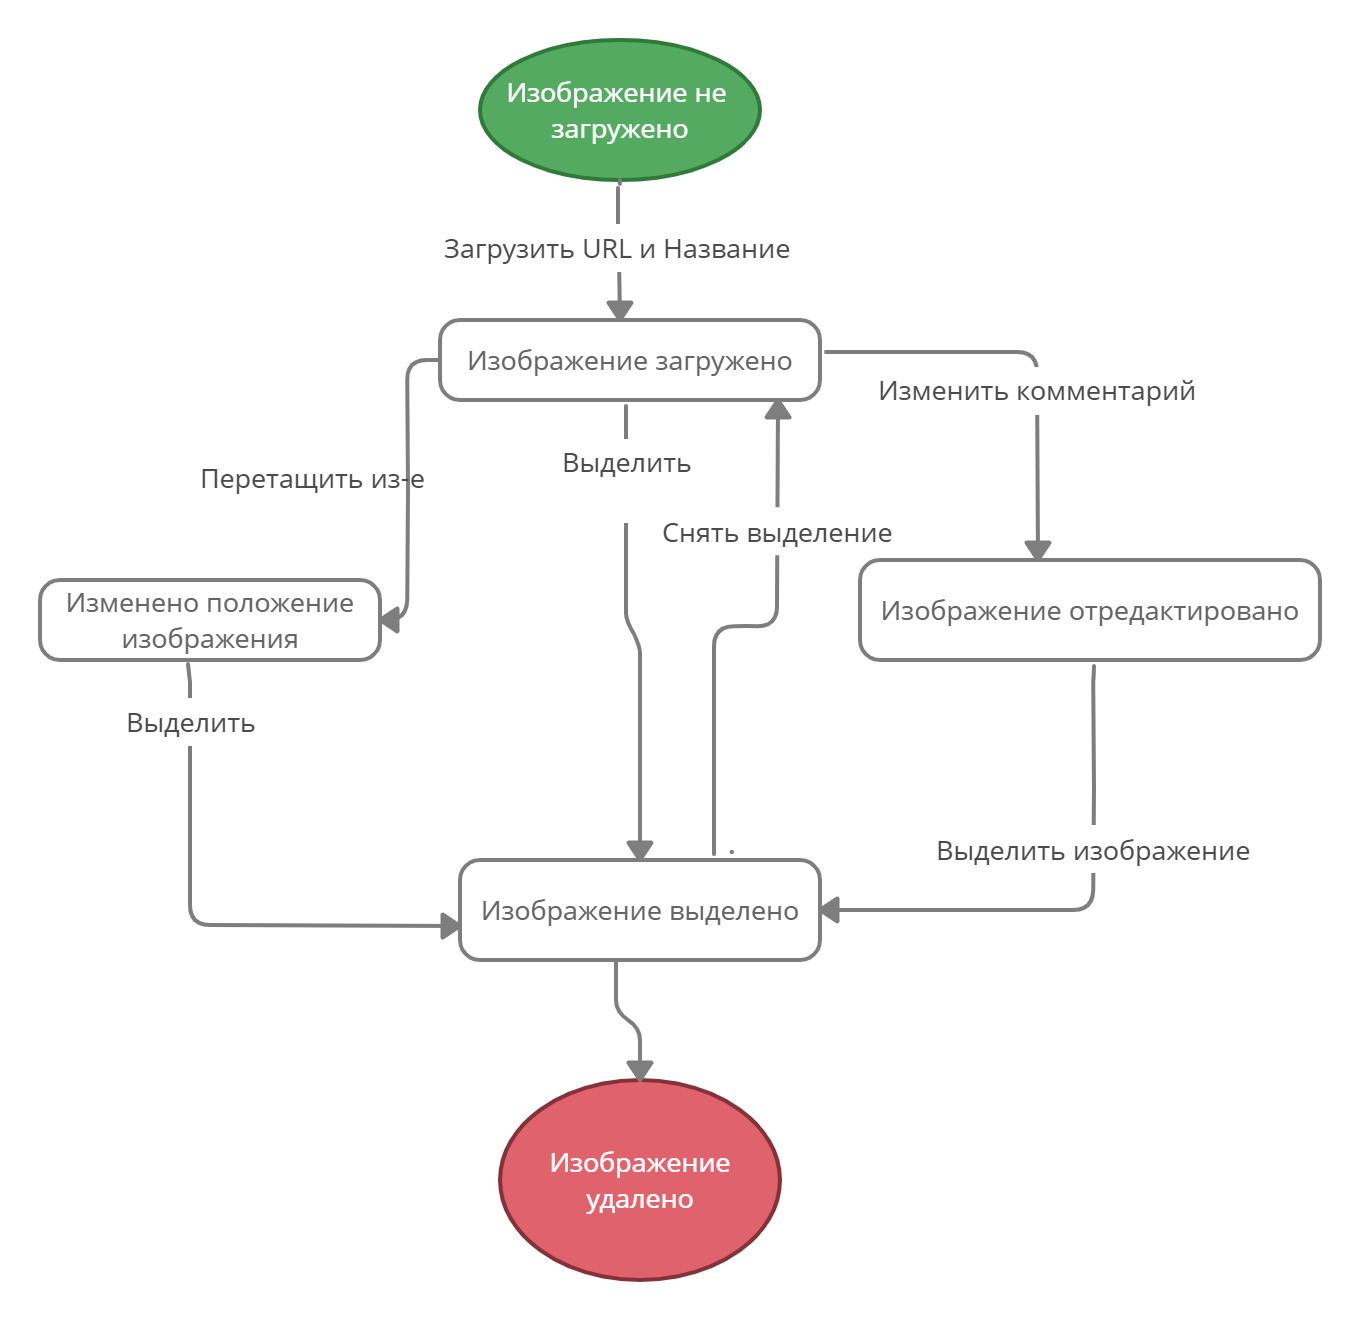 Изображение не
загружено
Загрузить URL и Название
Изображение загружено
Изменить комментарий
Выделить
Перетащить из-е
Снять выделение
Изменено положение
изображения
Изображение отредактировано
Выделить
Выделить изображение
Изображение выделено
Изображение
удалено